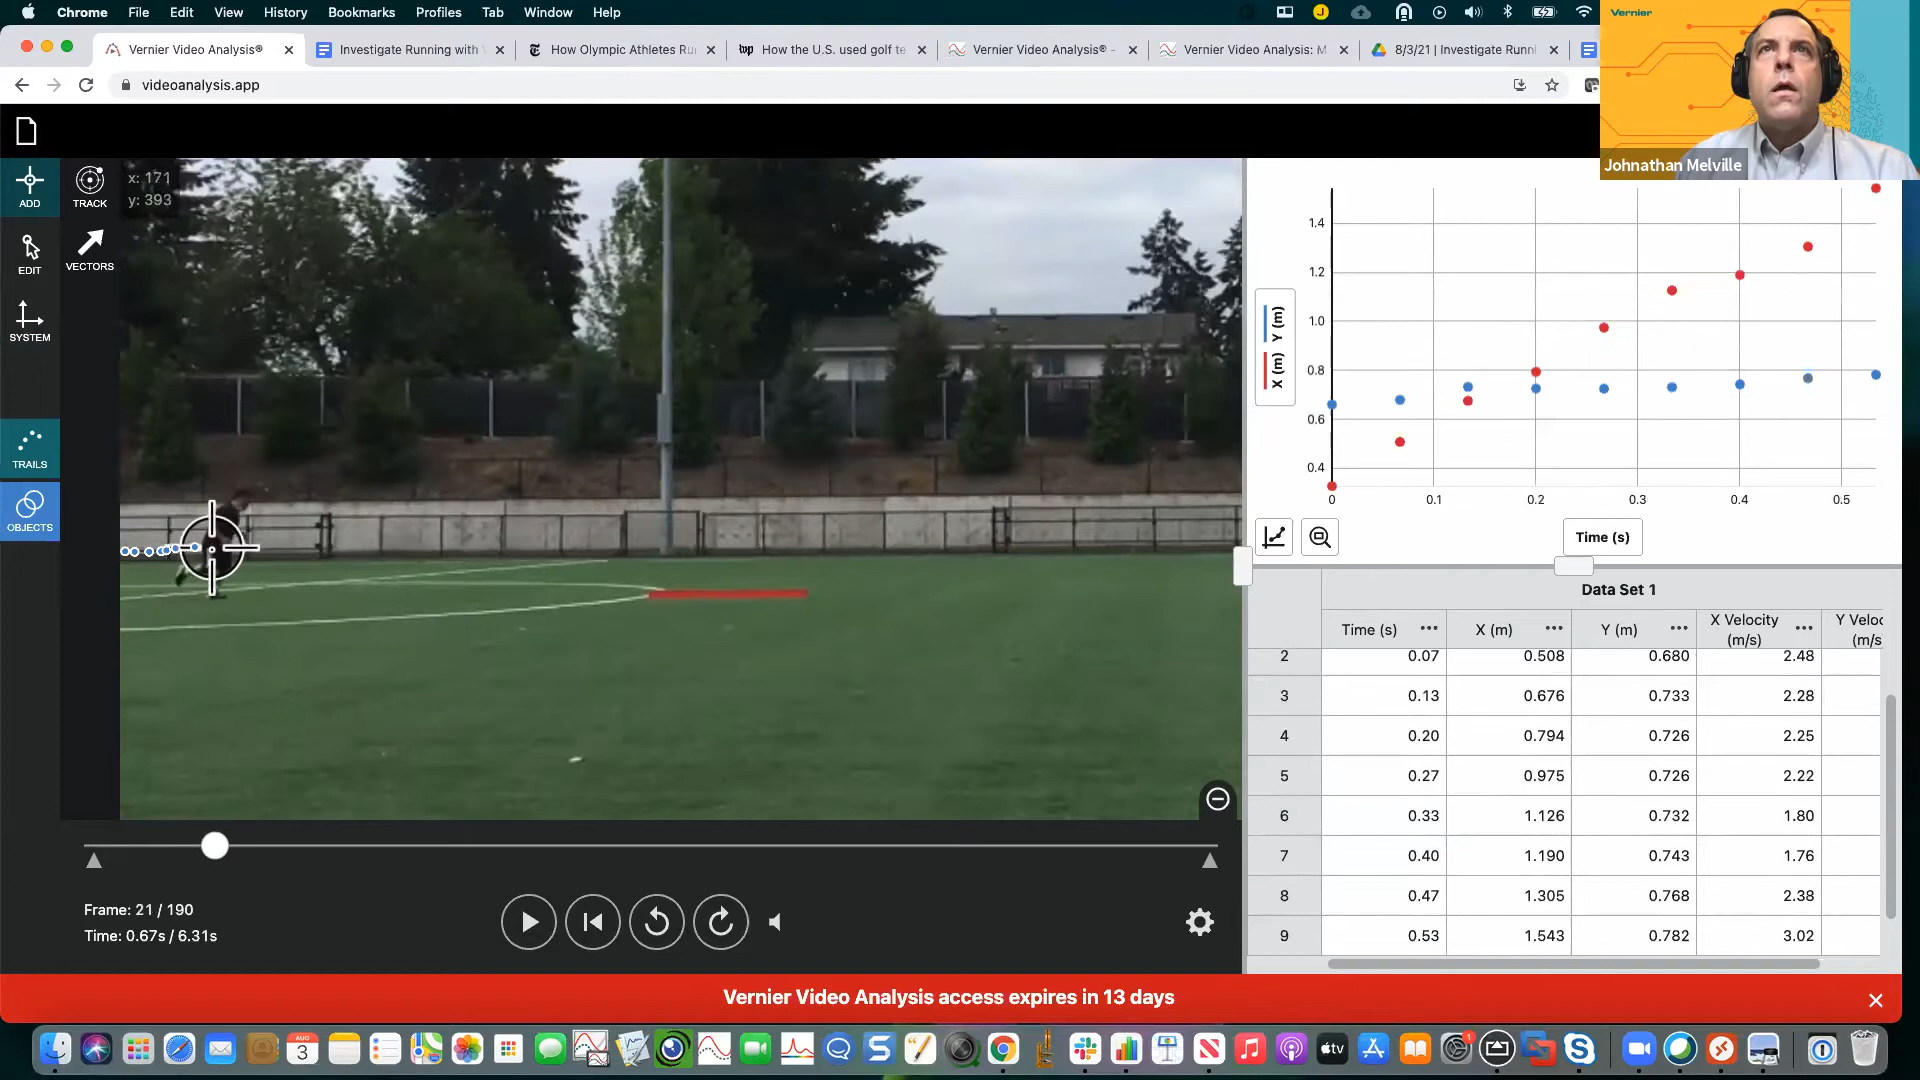 Chrome File Edit View History Bookmarks Profiles Tab Window Help
Vernier
Vernier Video Analysis®
Investigate Running with V
How Olympic Athletes Ru
wp How the U.S. used golf te
Vernier Video Analysis® -
Vernier Video Analysis: M
8/3/21 | Investigate Runni
videoanalysis.app
Johnathan Melville
ADD
TRACK
x: 171
y: 393
EDIT
VECTORS
SYSTEM
TRAILS
OBJECTS
1.4
1.2
1.0
0.8
0.6
0.4
Y (m)
X (m)
0 0.1 0.2 0.3 0.4 0.5
Time (s)
Data Set 1
Time (s) ••• X (m) ••• Y (m) ••• X Velocity (m/s) ••• Y Veloc (m/s
2 0.07 0.508 0.680 2.48
3 0.13 0.676 0.733 2.28
4 0.20 0.794 0.726 2.25
5 0.27 0.975 0.726 2.22
6 0.33 1.126 0.732 1.80
7 0.40 1.190 0.743 1.76
8 0.47 1.305 0.768 2.38
9 0.53 1.543 0.782 3.02
Frame: 21 / 190
Time: 0.67s / 6.31s
Vernier Video Analysis access expires in 13 days
AUG
3
tv